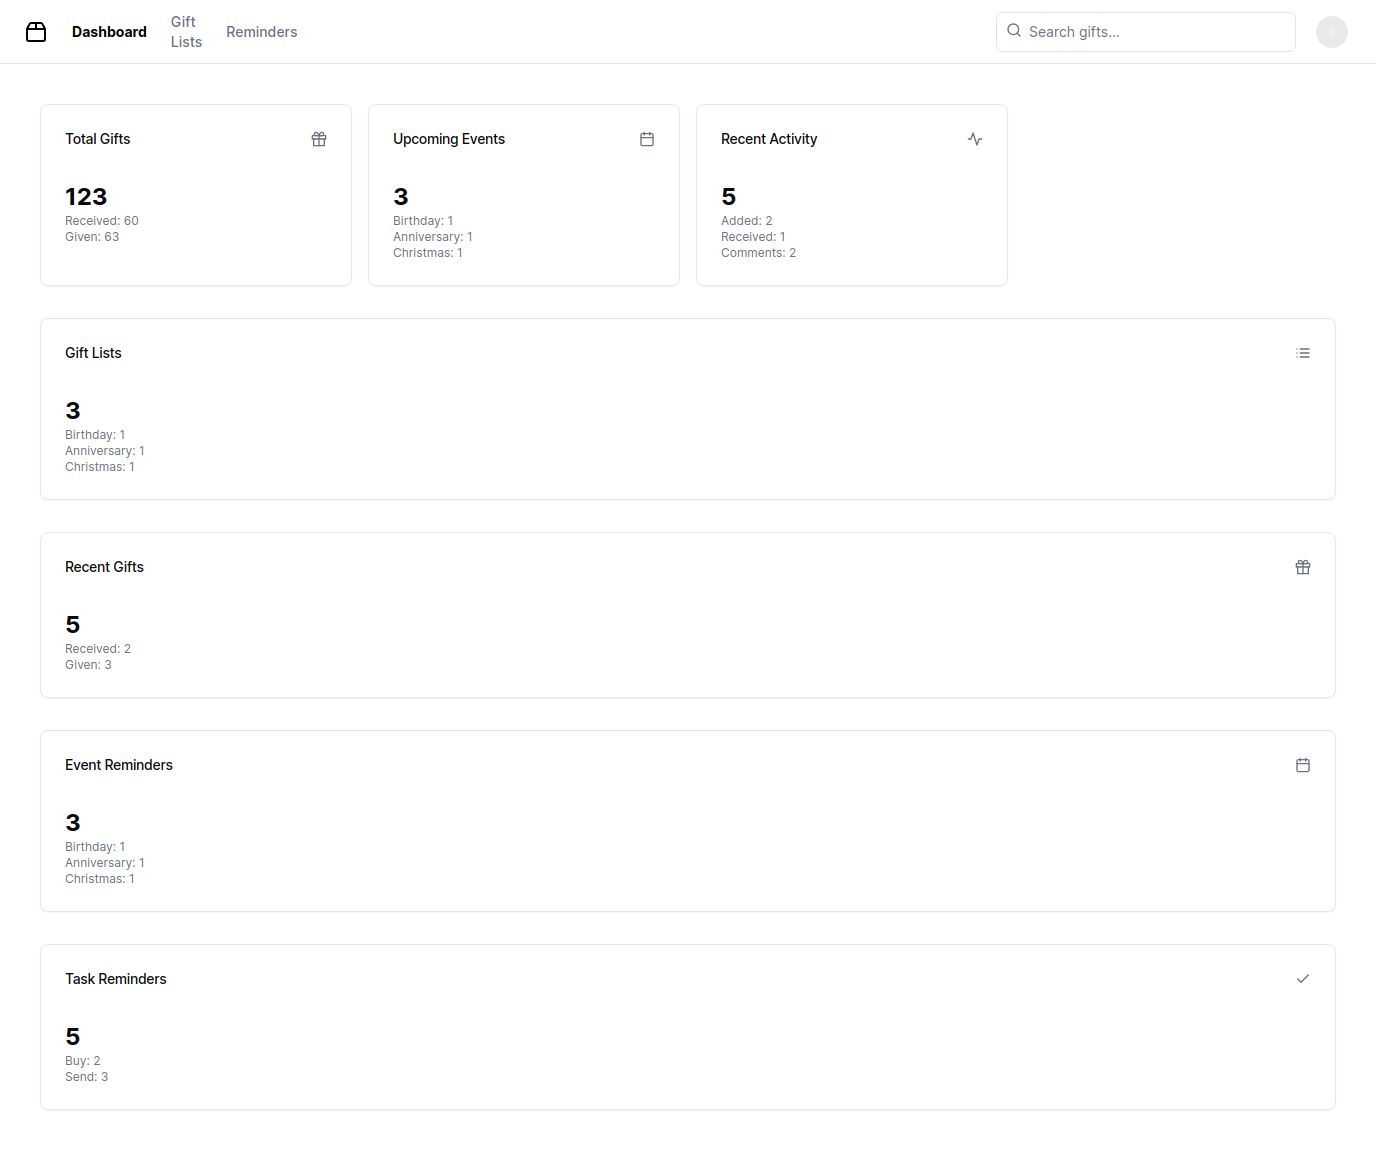 Dashboard
Gift
Lists
Reminders
Search gifts...
Total Gifts
123
Received: 60
Given: 63
Upcoming Events
3
Birthday: 1
Anniversary: 1
Christmas: 1
Recent Activity
5
Added: 2
Received: 1
Comments: 2
Gift Lists
3
Birthday: 1
Anniversary: 1
Christmas: 1
Recent Gifts
5
Received: 2
Given: 3
Event Reminders
3
Birthday: 1
Anniversary: 1
Christmas: 1
Task Reminders
5
Buy: 2
Send: 3